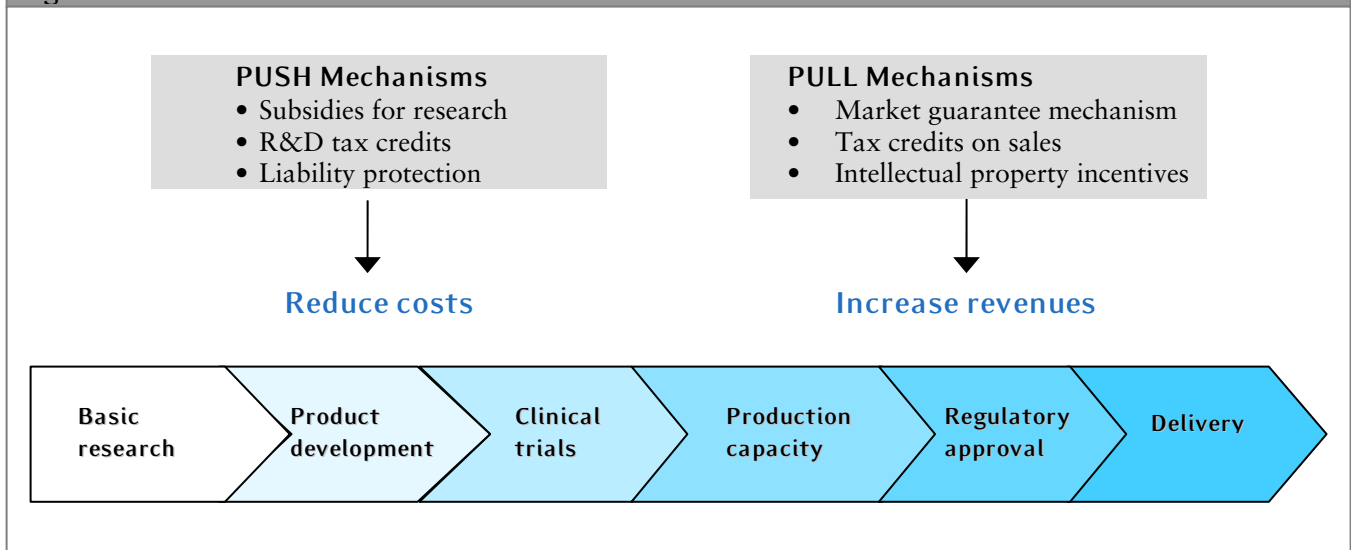 PUSH Mechanisms
• Subsidies for research
• R&D tax credits
• Liability protection
PULL Mechanisms
• Market guarantee mechanism
• Tax credits on sales
• Intellectual property incentives
Reduce costs
Increase revenues
Basic
research
Product
development
Clinical
trials
Production
capacity
Regulatory
approval
Delivery